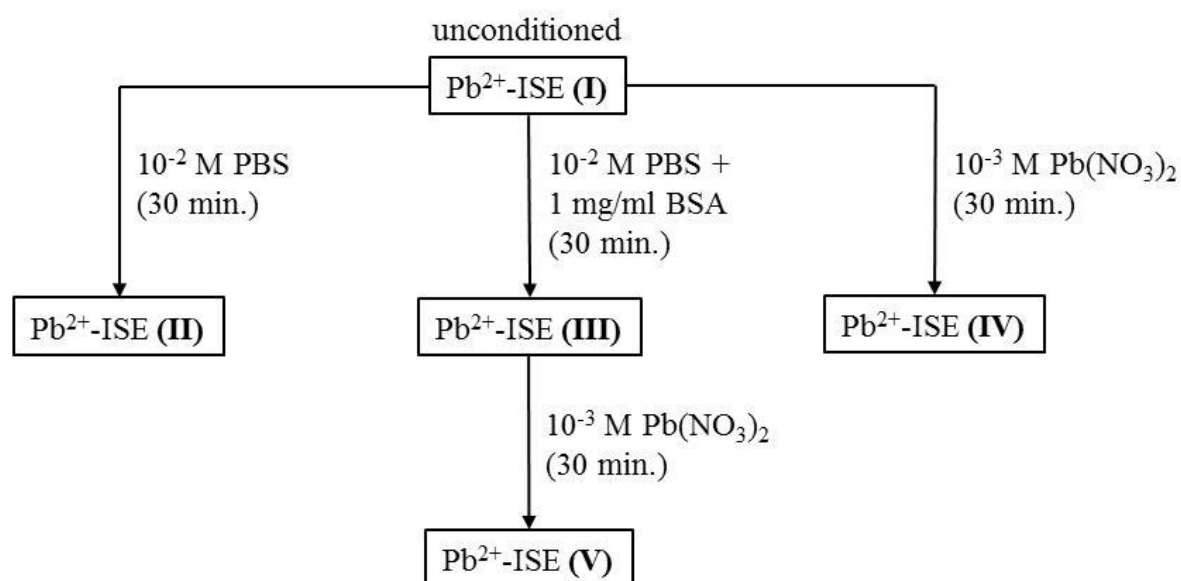 unconditioned
Pb²⁺-ISE (I)
10⁻² M PBS
(30 min.)
10⁻² M PBS +
1 mg/ml BSA
(30 min.)
10⁻³ M Pb(NO₃)₂
(30 min.)
Pb²⁺-ISE (II)
Pb²⁺-ISE (III)
Pb²⁺-ISE (IV)
10⁻³ M Pb(NO₃)₂
(30 min.)
Pb²⁺-ISE (V)